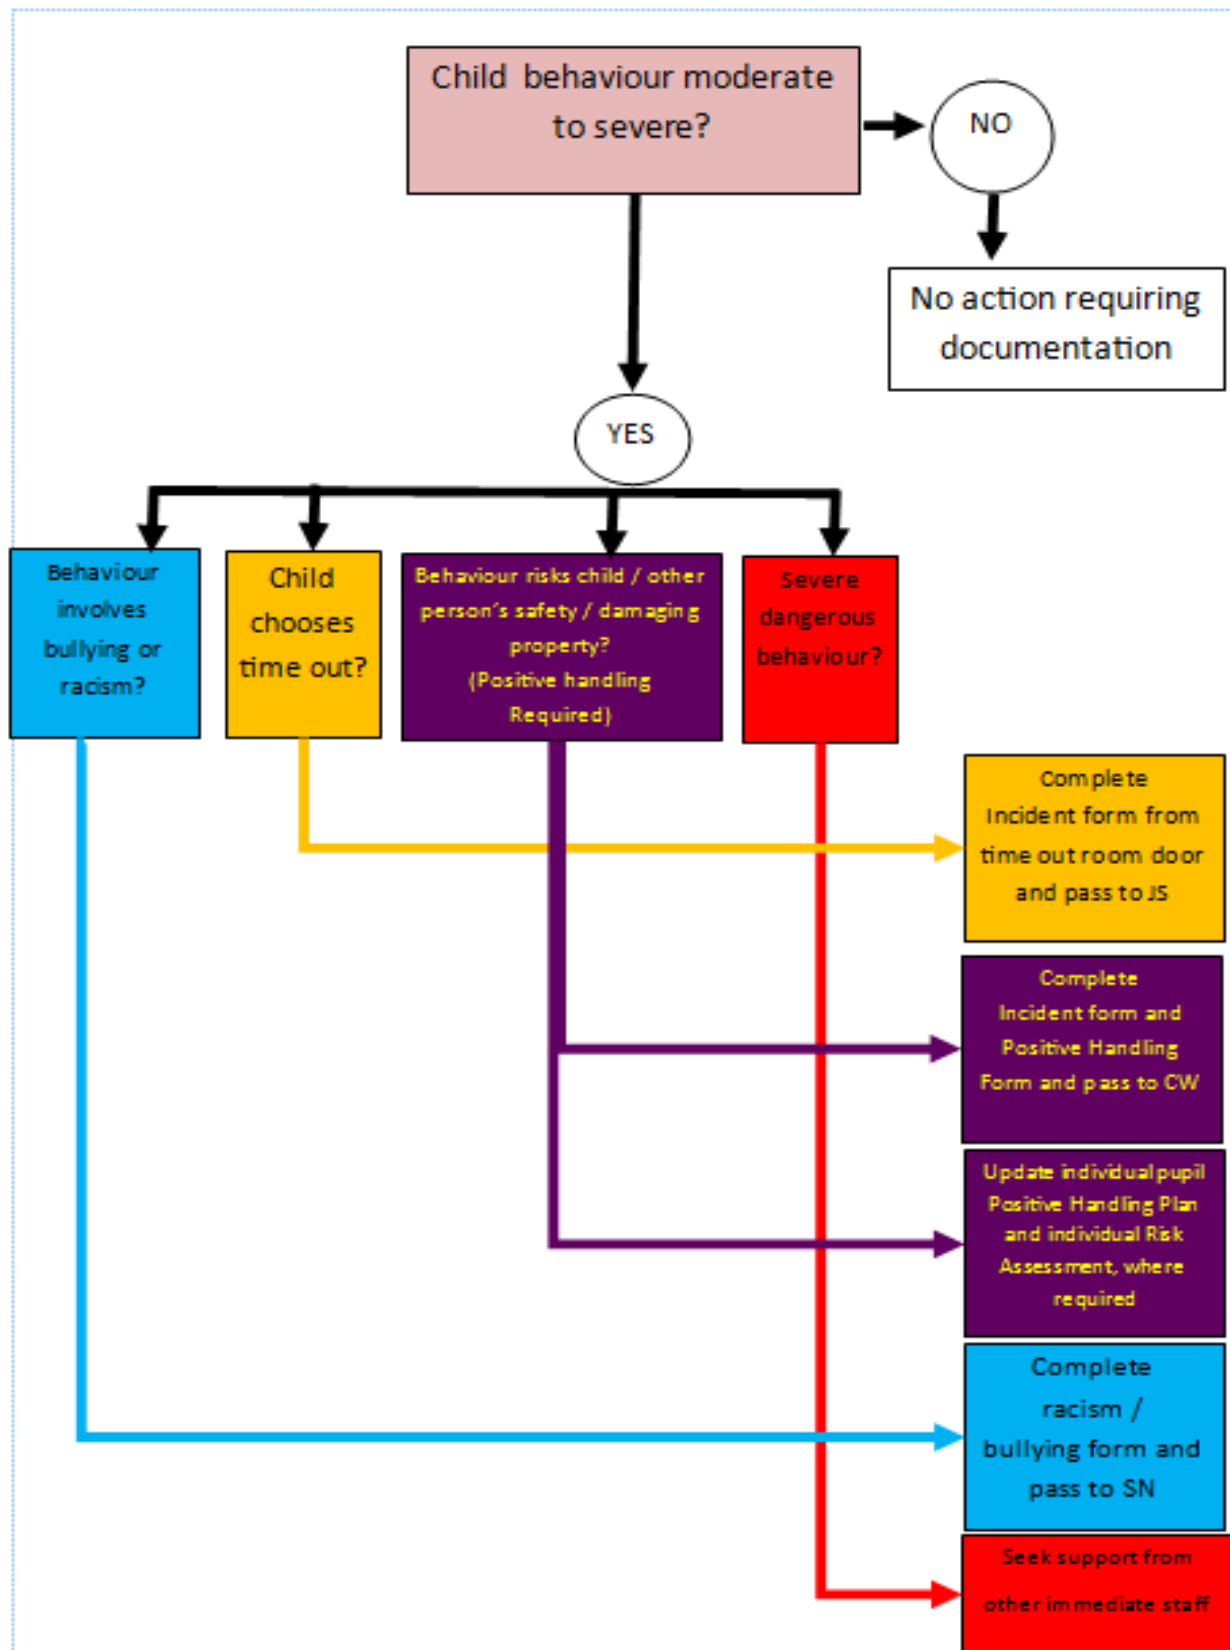 Child behaviour moderate
to severe?
NO
No action requiring
documentation
YES
Behaviour
involves
bullying or
racism?
Child
chooses
time out?
Behaviour risks child / other
person's safety / damaging
property?
(Positive handling
Required)
Severe
dangerous
behaviour?
Complete
Incident form from
time out room door
and pass to JS
Complete
Incident form and
Positive Handling
Form and pass to CW
Update individual pupil
Positive Handling Plan
and individual Risk
Assessment, where
required
Complete
racism /
bullying form and
pass to SN
Seek support from
other immediate staff